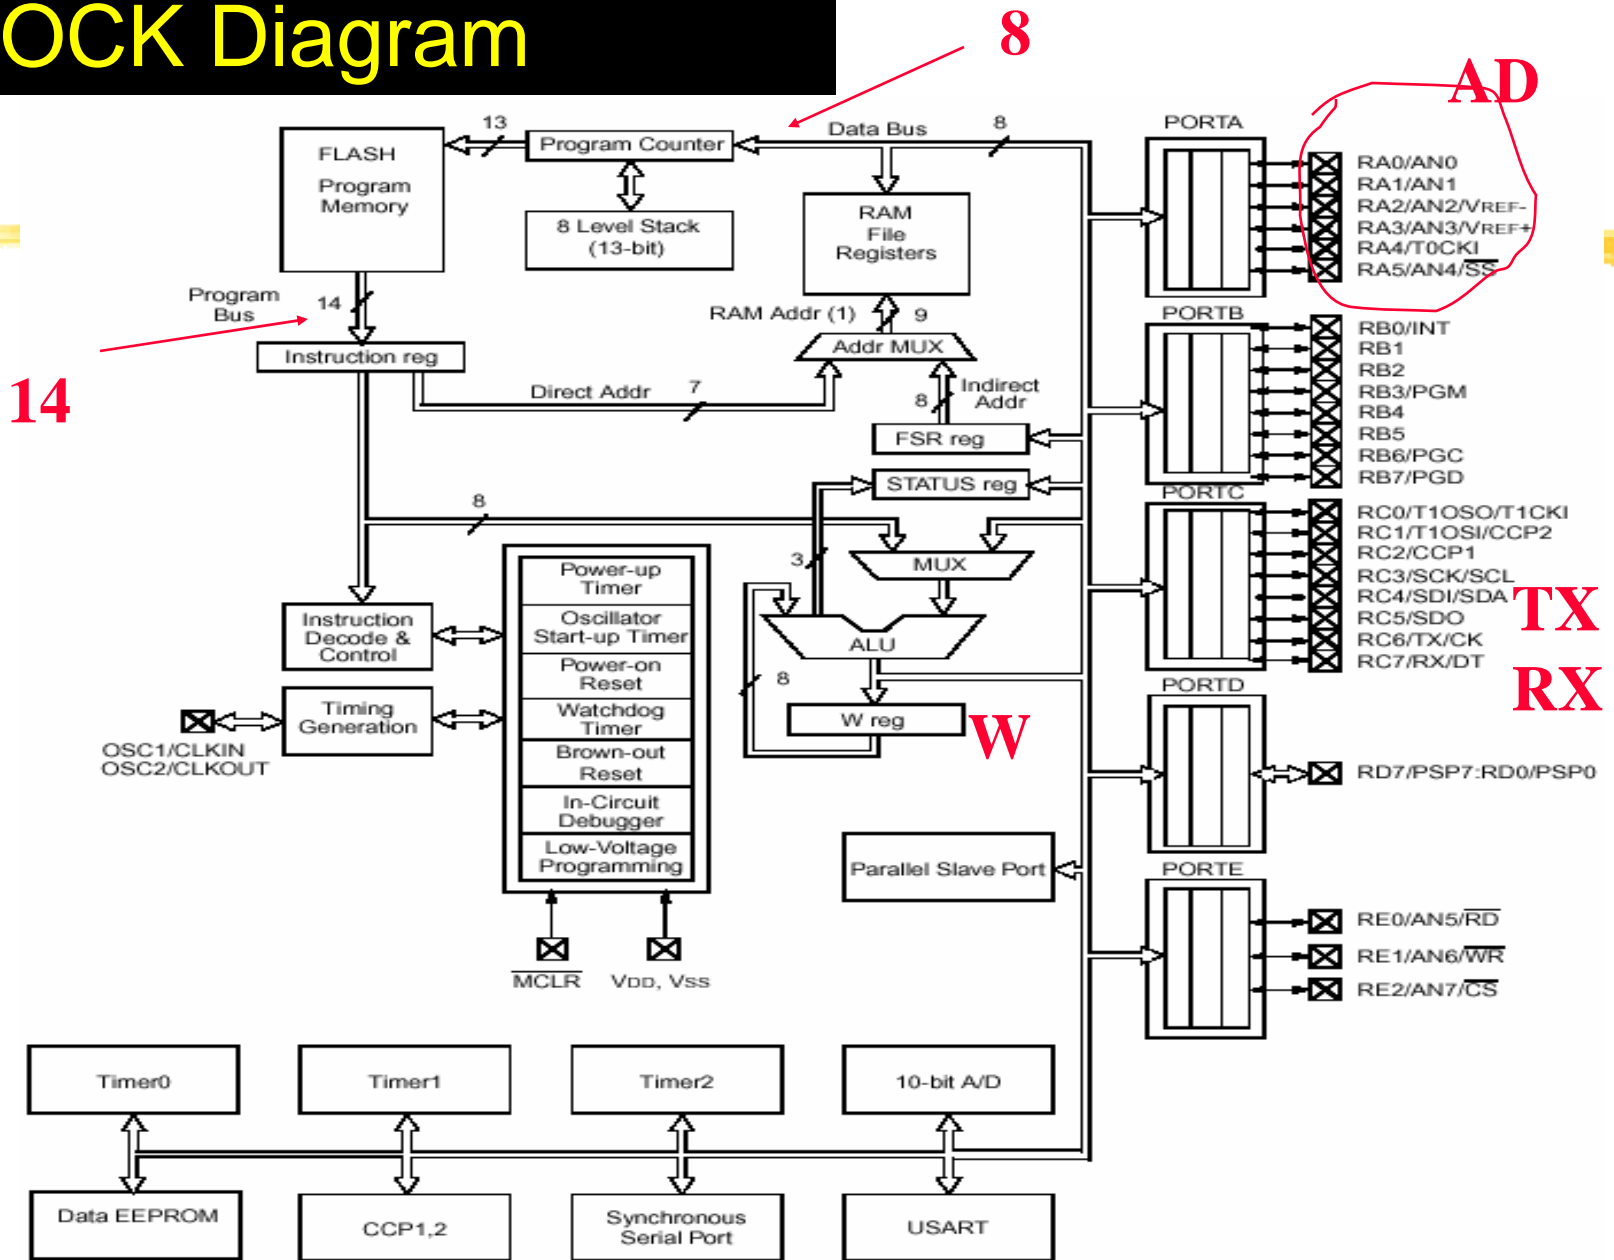 OCK Diagram
8
AD
13
Program Counter
Data Bus
8
PORTA
FLASH
Program
Memory
8 Level Stack
(13-bit)
RAM
File
Registers
RA0/AN0
RA1/AN1
RA2/AN2/VREF-
RA3/AN3/VREF+
RA4/T0CKI
RA5/AN4/SS
Program
Bus
14
RAM Addr (1)
9
PORTB
Instruction reg
Addr MUX
RB0/INT
RB1
RB2
RB3/PGM
RB4
RB5
RB6/PGC
RB7/PGD
14
Direct Addr
7
8
Indirect
Addr
FSR reg
STATUS reg
PORTC
8
3
MUX
RC0/T1OSO/T1CKI
RC1/T1OSI/CCP2
RC2/CCP1
RC3/SCK/SCL
RC4/SDI/SDA
RC5/SDO
RC6/TX/CK
RC7/RX/DT
TX
RX
Power-up
Timer
Oscillator
Start-up Timer
Power-on
Reset
Watchdog
Timer
Brown-out
Reset
In-Circuit
Debugger
Low-Voltage
Programming
Instruction
Decode &
Control
ALU
8
W reg
W
PORTD
Timing
Generation
OSC1/CLKIN
OSC2/CLKOUT
RD7/PSP7:RD0/PSP0
Parallel Slave Port
PORTE
RE0/AN5/RD
RE1/AN6/WR
RE2/AN7/CS
MCLR
VDD, VSS
Timer0
Timer1
Timer2
10-bit A/D
Data EEPROM
CCP1,2
Synchronous
Serial Port
USART